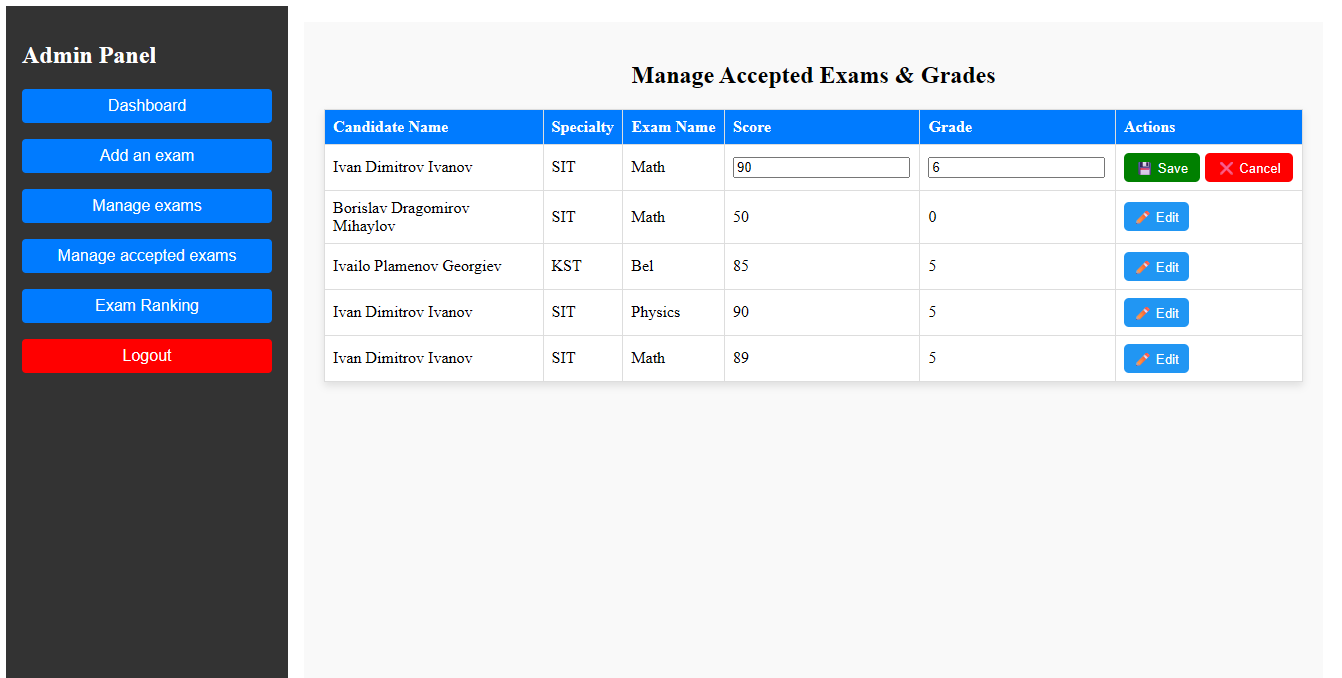 Admin Panel
Dashboard
Add an exam
Manage exams
Manage accepted exams
Exam Ranking
Logout
Manage Accepted Exams & Grades
Candidate Name Specialty Exam Name Score Grade Actions
Ivan Dimitrov Ivanov SIT Math 90 6 💾 Save ❌ Cancel
Borislav Dragomirov
Mihaylov SIT Math 50 0 Edit
Ivailo Plamenov Georgiev KST Bel 85 5 Edit
Ivan Dimitrov Ivanov SIT Physics 90 5 Edit
Ivan Dimitrov Ivanov SIT Math 89 5 Edit